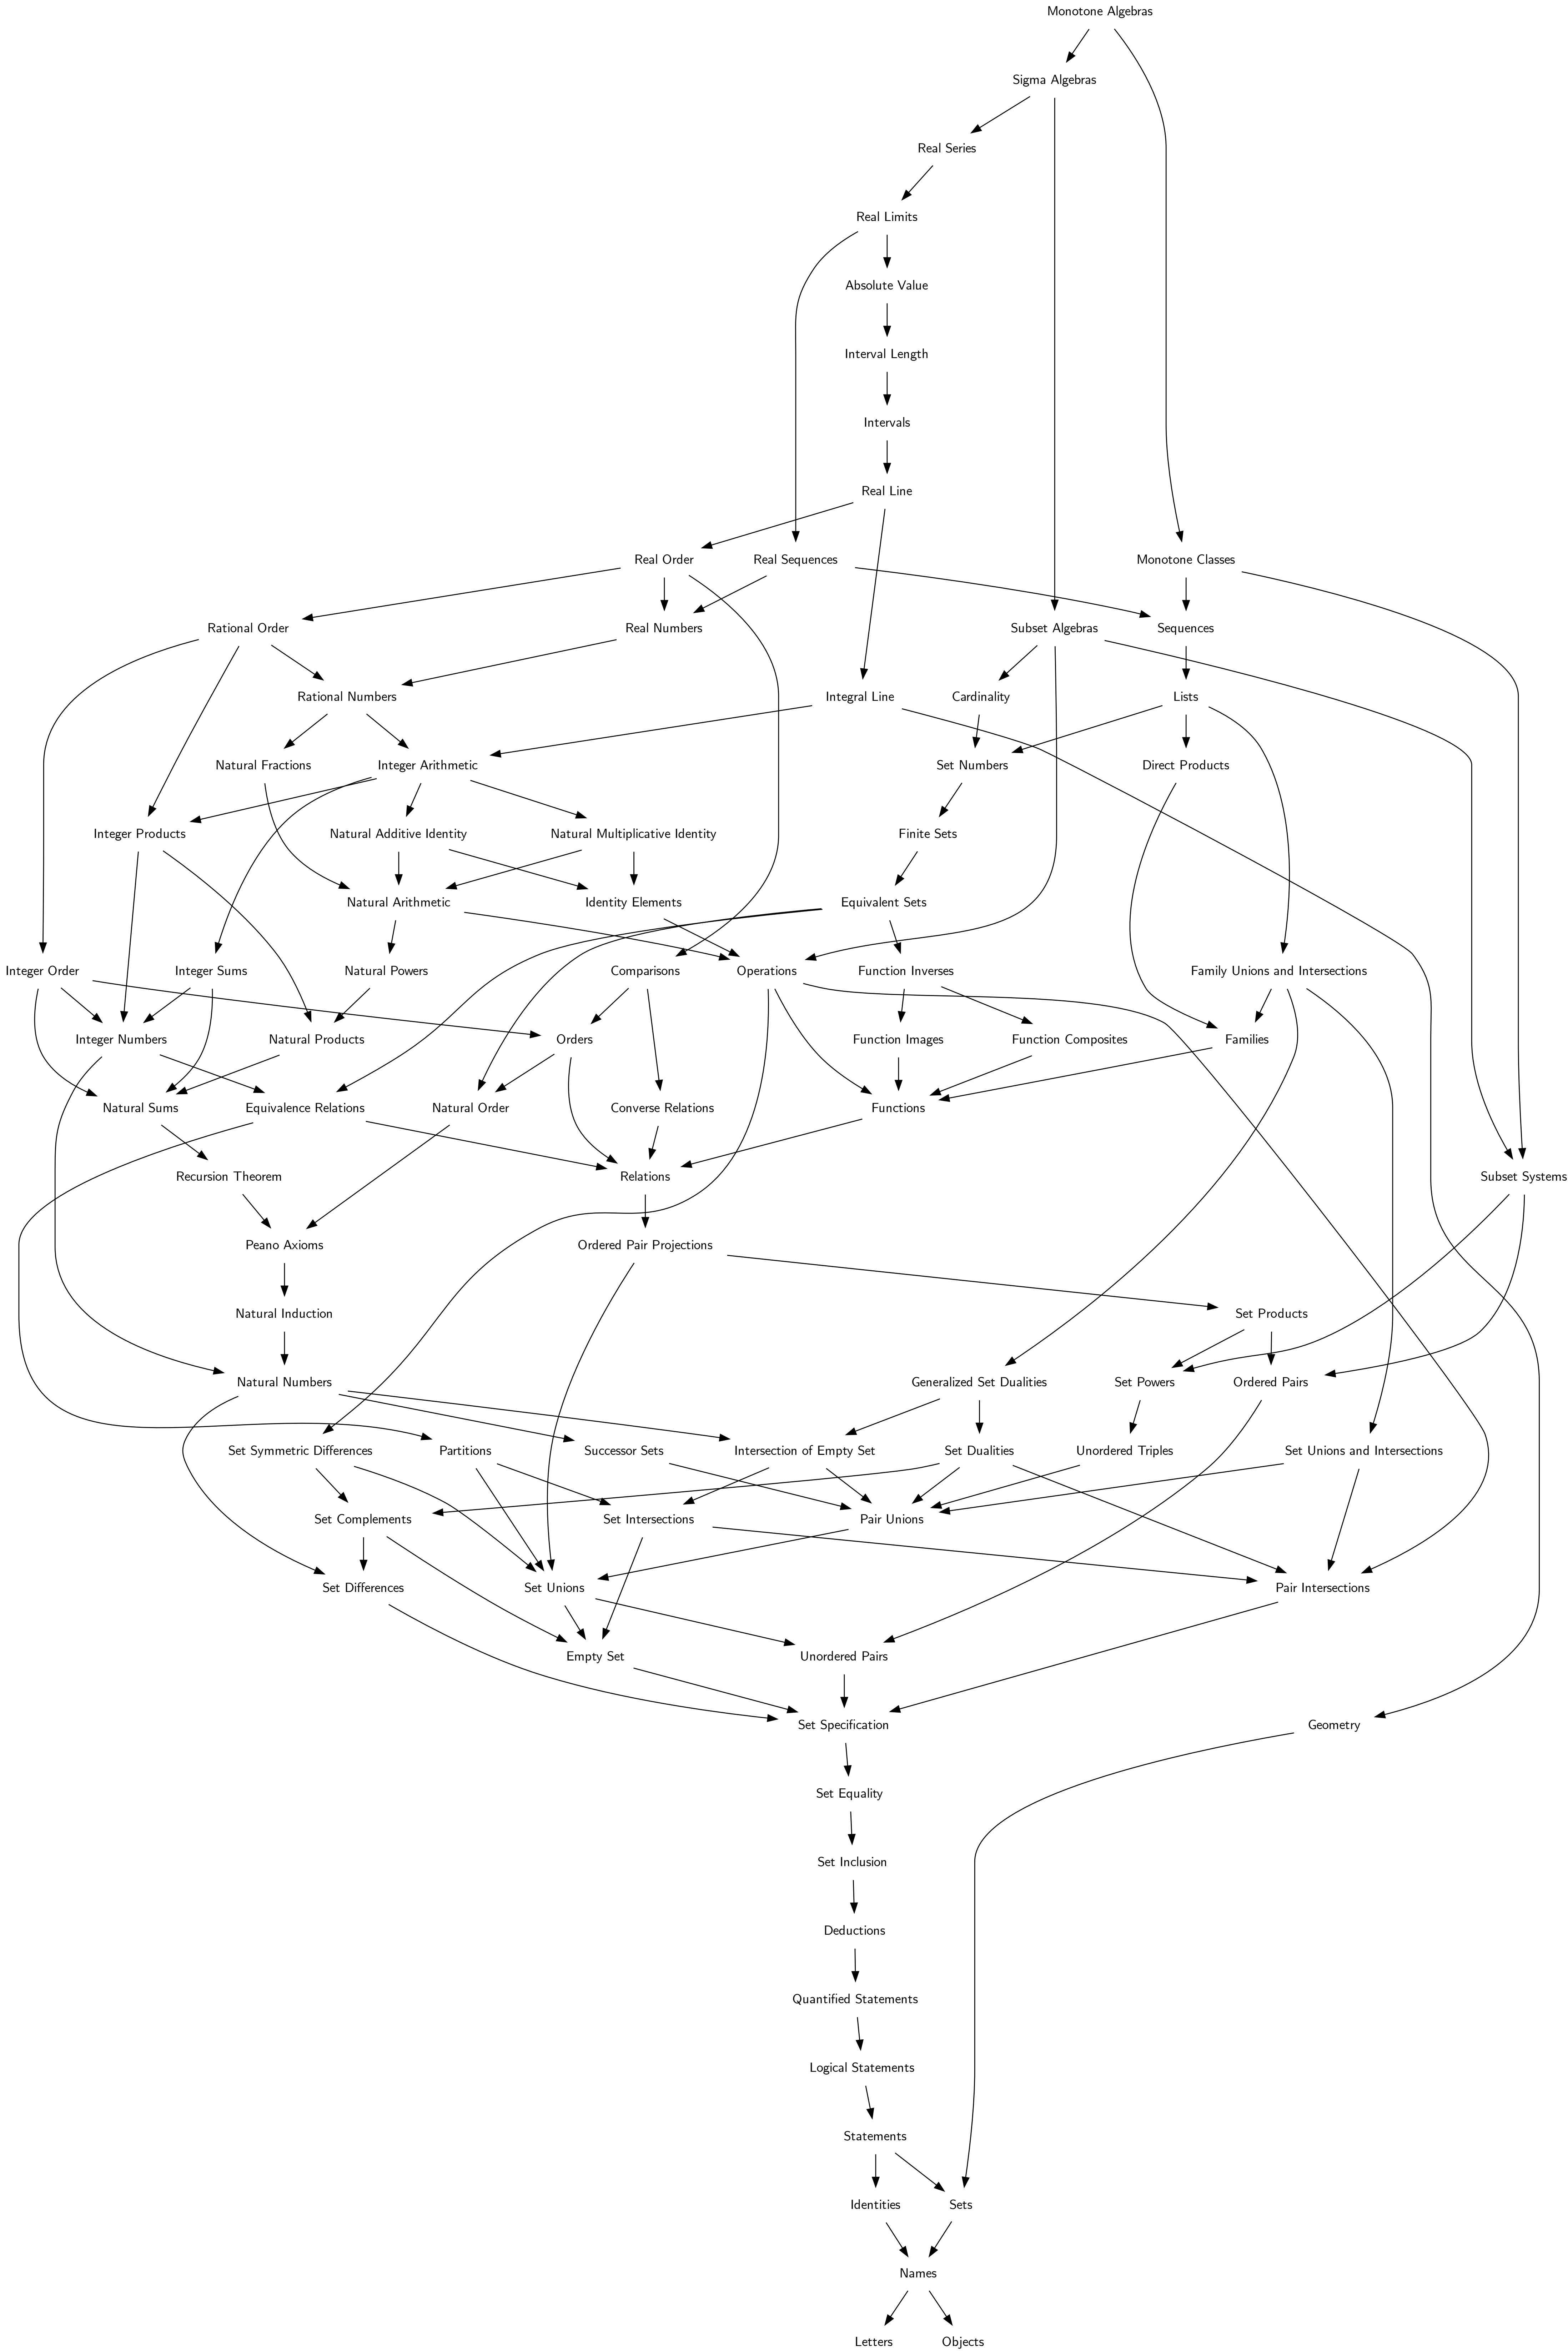 Monotone Algebras
Sigma Algebras
Real Series
Real Limits
Absolute Value
Interval Length
Intervals
Real Line
Real Order
Real Sequences
Monotone Classes
Rational Order
Real Numbers
Subset Algebras
Sequences
Rational Numbers
Integral Line
Cardinality
Lists
Natural Fractions
Integer Arithmetic
Set Numbers
Direct Products
Integer Products
Natural Additive Identity
Natural Multiplicative Identity
Finite Sets
Natural Arithmetic
Identity Elements
Equivalent Sets
Integer Order
Integer Sums
Natural Powers
Comparisons
Operations
Function Inverses
Family Unions and Intersections
Integer Numbers
Natural Products
Orders
Function Images
Function Composites
Families
Natural Sums
Equivalence Relations
Natural Order
Converse Relations
Functions
Recursion Theorem
Relations
Subset Systems
Peano Axioms
Ordered Pair Projections
Natural Induction
Set Products
Natural Numbers
Generalized Set Dualities
Set Powers
Ordered Pairs
Set Symmetric Differences
Partitions
Successor Sets
Intersection of Empty Set
Set Dualities
Unordered Triples
Set Unions and Intersections
Set Complements
Set Intersections
Pair Unions
Set Differences
Set Unions
Pair Intersections
Empty Set
Unordered Pairs
Set Specification
Geometry
Set Equality
Set Inclusion
Deductions
Quantified Statements
Logical Statements
Statements
Identities
Sets
Names
Letters
Objects